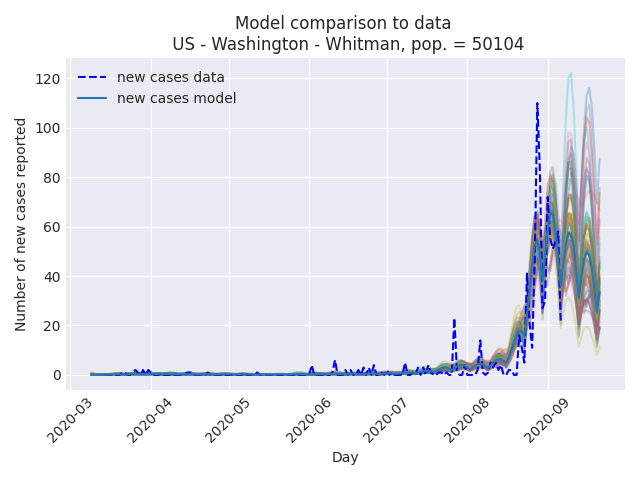 Model comparison to data
US - Washington - Whitman, pop. = 50104
new cases data
new cases model
Number of new cases reported
120
100
80
60
40
20
0
2020-03
2020-04
2020-05
2020-06
2020-07
2020-08
2020-09
Day